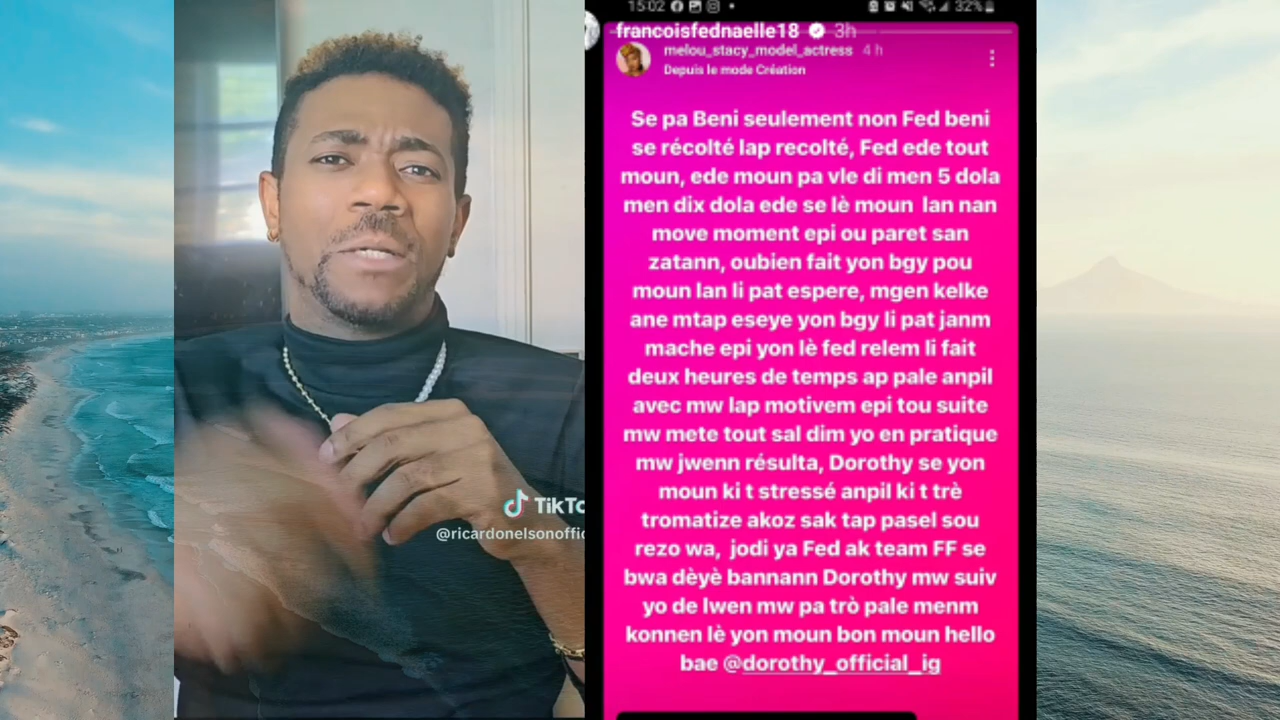 TikTo
@ricardonelsonoffic
15:02
32%
francoisfednaelle18 3h
melou_stacy_model_actress 4 h
Depuis le mode Création
Se pa Beni seulement non Fed beni
se récolté lap recolté, Fed ede tout
moun, ede moun pa vle di men 5 dola
men dix dola ede se lè moun lan nan
move moment epi ou paret san
zatann, oubien fait yon bgy pou
moun lan li pat espere, mgen kelke
ane mtap eseye yon bgy li pat janm
mache epi yon lè fed relem li fait
deux heures de temps ap pale anpil
avec mw lap motivem epi tou suite
mw mete tout sal dim yo en pratique
mw jwenn résulta, Dorothy se yon
moun ki t stressé anpil ki t trè
tromatize akoz sak tap pasel sou
rezo wa, jodi ya Fed ak team FF se
bwa dèyè bannann Dorothy mw suiv
yo de lwen mw pa trò pale menm
konnen lè yon moun bon moun hello
bae @dorothy_official_ig